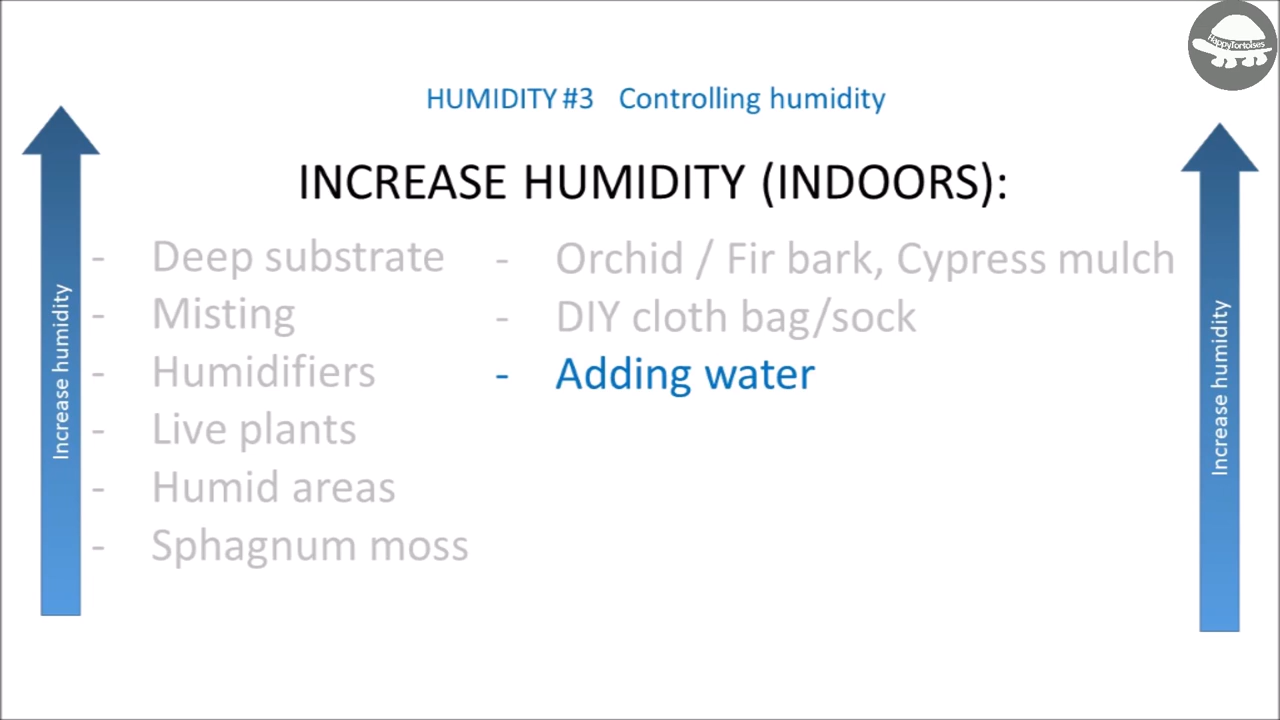 HappyTortoises
HUMIDITY #3 Controlling humidity
INCREASE HUMIDITY (INDOORS):
- Deep substrate
- Misting
- Humidifiers
- Live plants
- Humid areas
- Sphagnum moss
- Orchid / Fir bark, Cypress mulch
- DIY cloth bag/sock
- Adding water
Increase humidity
Increase humidity